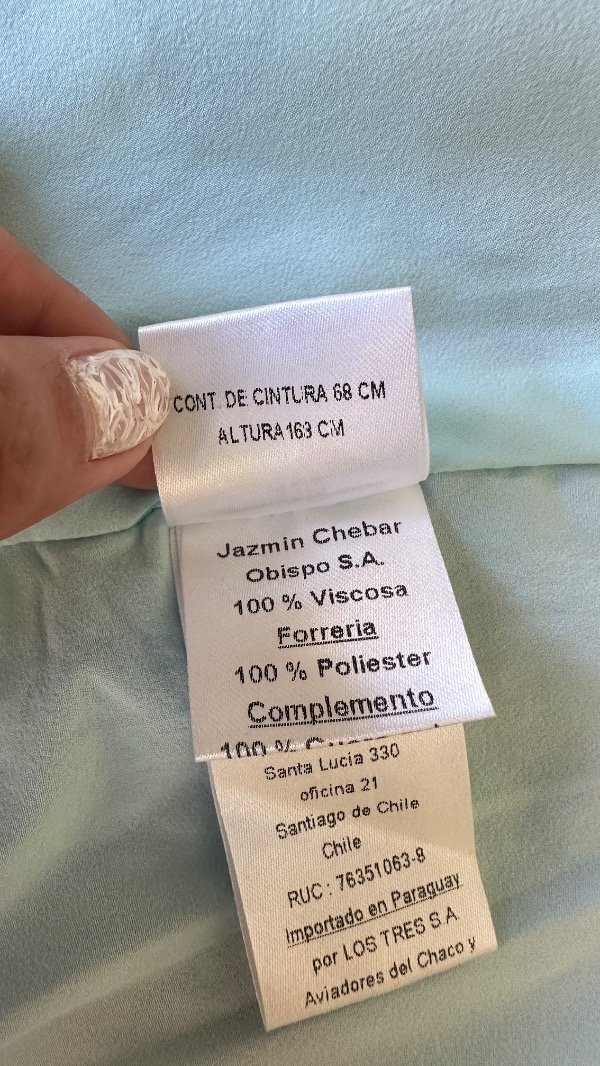 CONT. DE CINTURA 68 CM
ALTURA 163 CM
Jazmin Chebar
Obispo S.A.
100 % Viscosa
Forreria
100 % Poliester
Complemento
100 %
Santa Lucia 330
oficina 21
Santiago de Chile
Chile
RUC : 76351063-8
Importado en Paraguay
por LOS TRES S.A.
Aviadores del Chaco y